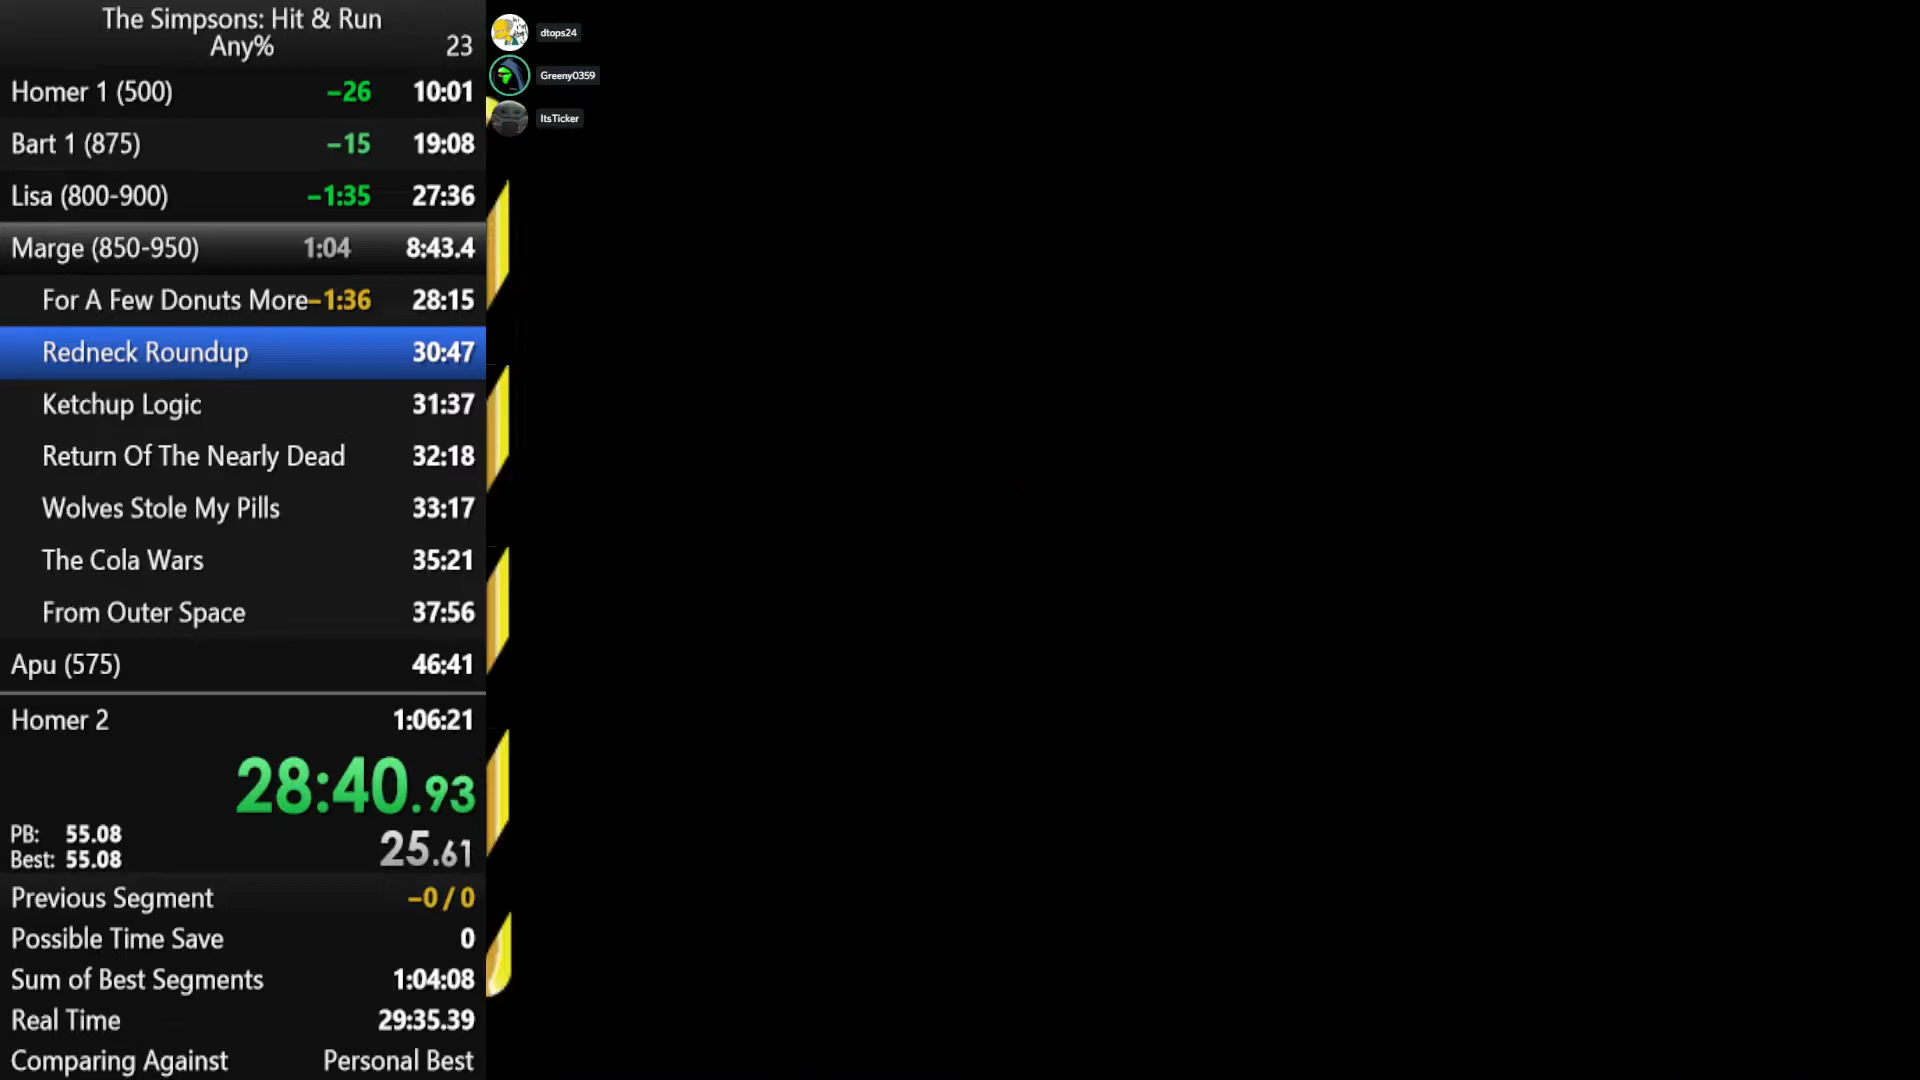 The Simpsons: Hit & Run
Any% 23
Homer 1 (500) −26 10:01
Bart 1 (875) −15 19:08
Lisa (800-900) −1:35 27:36
Marge (850-950) 1:04 8:43.4
For A Few Donuts More −1:36 28:15
Redneck Roundup 30:47
Ketchup Logic 31:37
Return Of The Nearly Dead 32:18
Wolves Stole My Pills 33:17
The Cola Wars 35:21
From Outer Space 37:56
Apu (575) 46:41
Homer 2 1:06:21
28:40.93
PB: 55.08
Best: 55.08
25.61
Previous Segment −0 / 0
Possible Time Save 0
Sum of Best Segments 1:04:08
Real Time 29:35.39
Comparing Against Personal Best
dtops24
Greeny0359
ItsTicker